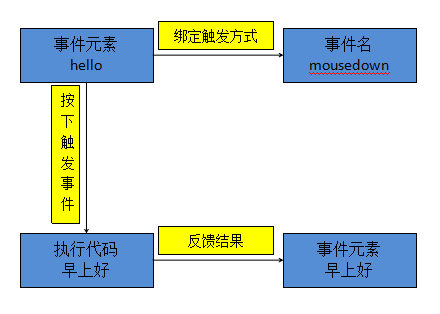 事件元素
hello
绑定触发方式
事件名
mousedown
按
下
触
发
事
件
执行代码
早上好
反馈结果
事件元素
早上好